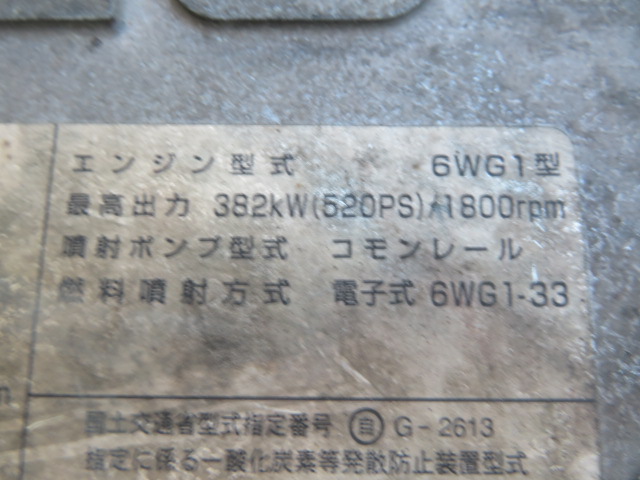 エンジン型式 6WG1型
最高出力 382kW(520PS)/1800rpm
噴射ポンプ型式 コモンレール
燃料噴射方式 電子式 6WG1-33
国土交通省型式指定番号 自 G-2613
指定に係る一酸化炭素等発散防止装置型式